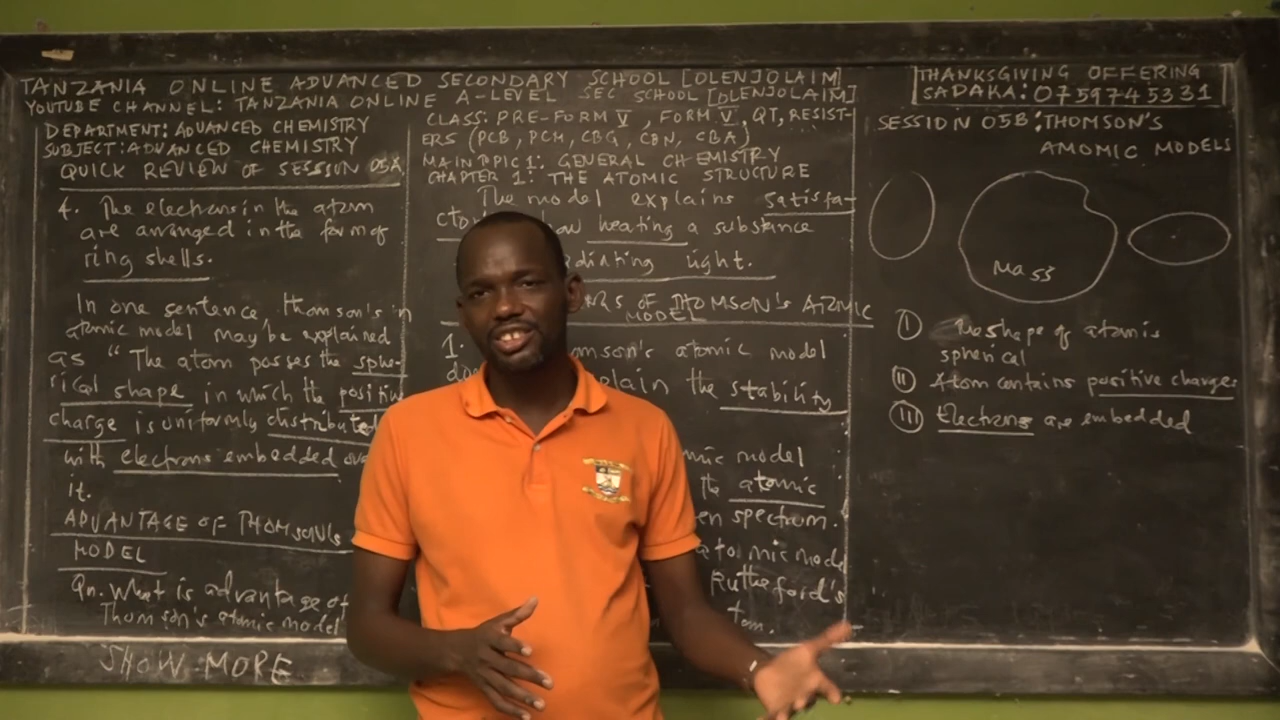 TANZANIA ONLINE ADVANCED SECONDARY SCHOOL [OLENJOLAIM]
YOUTUBE CHANNEL: TANZANIA ONLINE A-LEVEL SEC SCHOOL [OLENJOLAIM]
DEPARTMENT: ADVANCED CHEMISTRY
SUBJECT: ADVANCED CHEMISTRY
QUICK REVIEW OF SESSION 05A
4. The electrons in the atom
are arranged in the form of
ring shells.
In one sentence thomson's in
atomic model may be explained
as "The atom posses the sphe-
rical shape in which the positive
charge is uniformly distributed
with electrons embedded
it.
ADVANTAGE OF THOMSON'S
MODEL
Qn. What is advantage of
Thomson's atomic model
SHOW MORE
CLASS: PRE-FORM V, FORM V, QT, RESIST-
ERS (PCB, PCM, CBG, CBN, CBA)
MAIN TOPIC 1: GENERAL CHEMISTRY
CHAPTER 1: THE ATOMIC STRUCTURE
The model explains satisfa-
heating a substance
light.
OF THOMSON'S ATOMIC
MODEL
1. atomic model
the stability
model
the atomic
spectrum.
atomic mode
Rutherford's
THANKSGIVING OFFERING
SADAKA: 0759745331
SESSION 05B: THOMSON'S
AMOMIC MODELS
Mass
I shape of atom is
spherical
II Atom contains positive charges
III Electrons are embedded